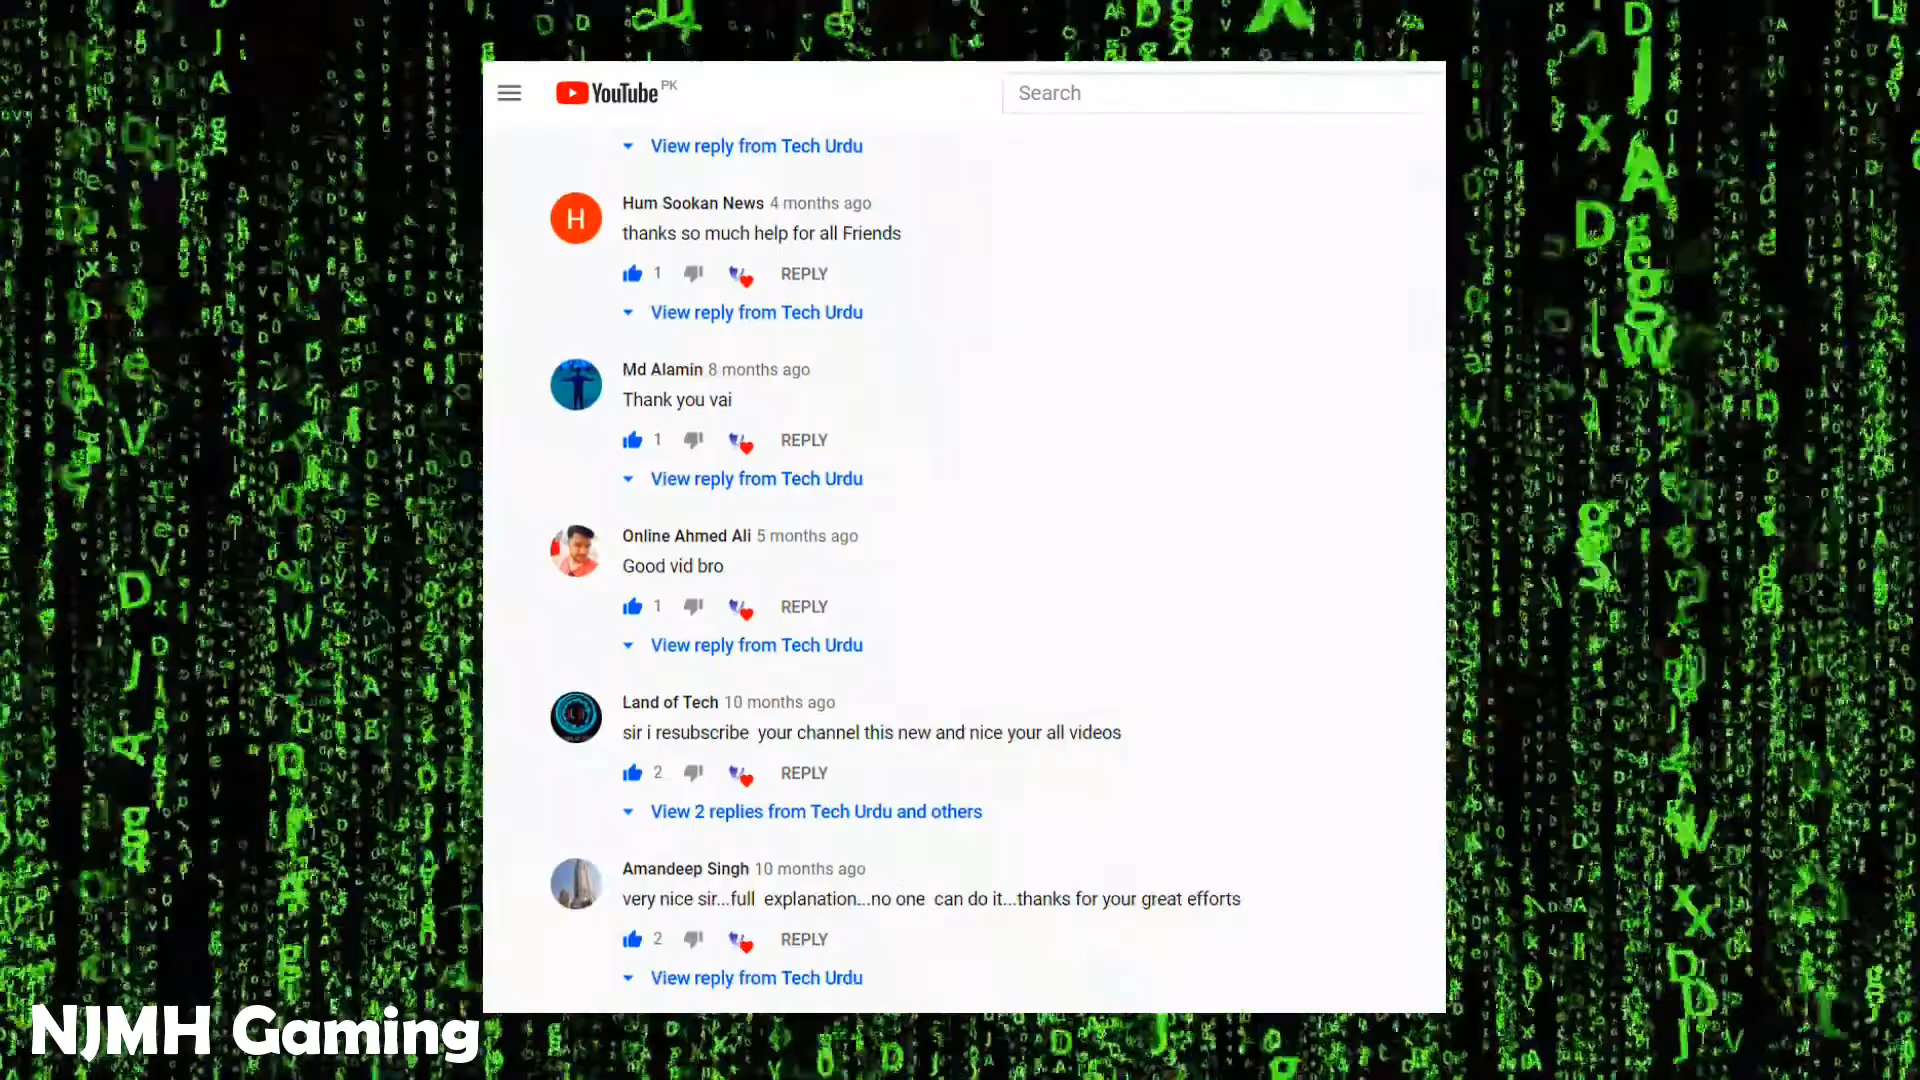 YouTube PK
Search
View reply from Tech Urdu
H
Hum Sookan News 4 months ago
thanks so much help for all Friends
1 REPLY
View reply from Tech Urdu
Md Alamin 8 months ago
Thank you vai
1 REPLY
View reply from Tech Urdu
Online Ahmed Ali 5 months ago
Good vid bro
1 REPLY
View reply from Tech Urdu
Land of Tech 10 months ago
sir i resubscribe your channel this new and nice your all videos
2 REPLY
View 2 replies from Tech Urdu and others
Amandeep Singh 10 months ago
very nice sir...full explanation...no one can do it...thanks for your great efforts
2 REPLY
View reply from Tech Urdu
NJMH Gaming